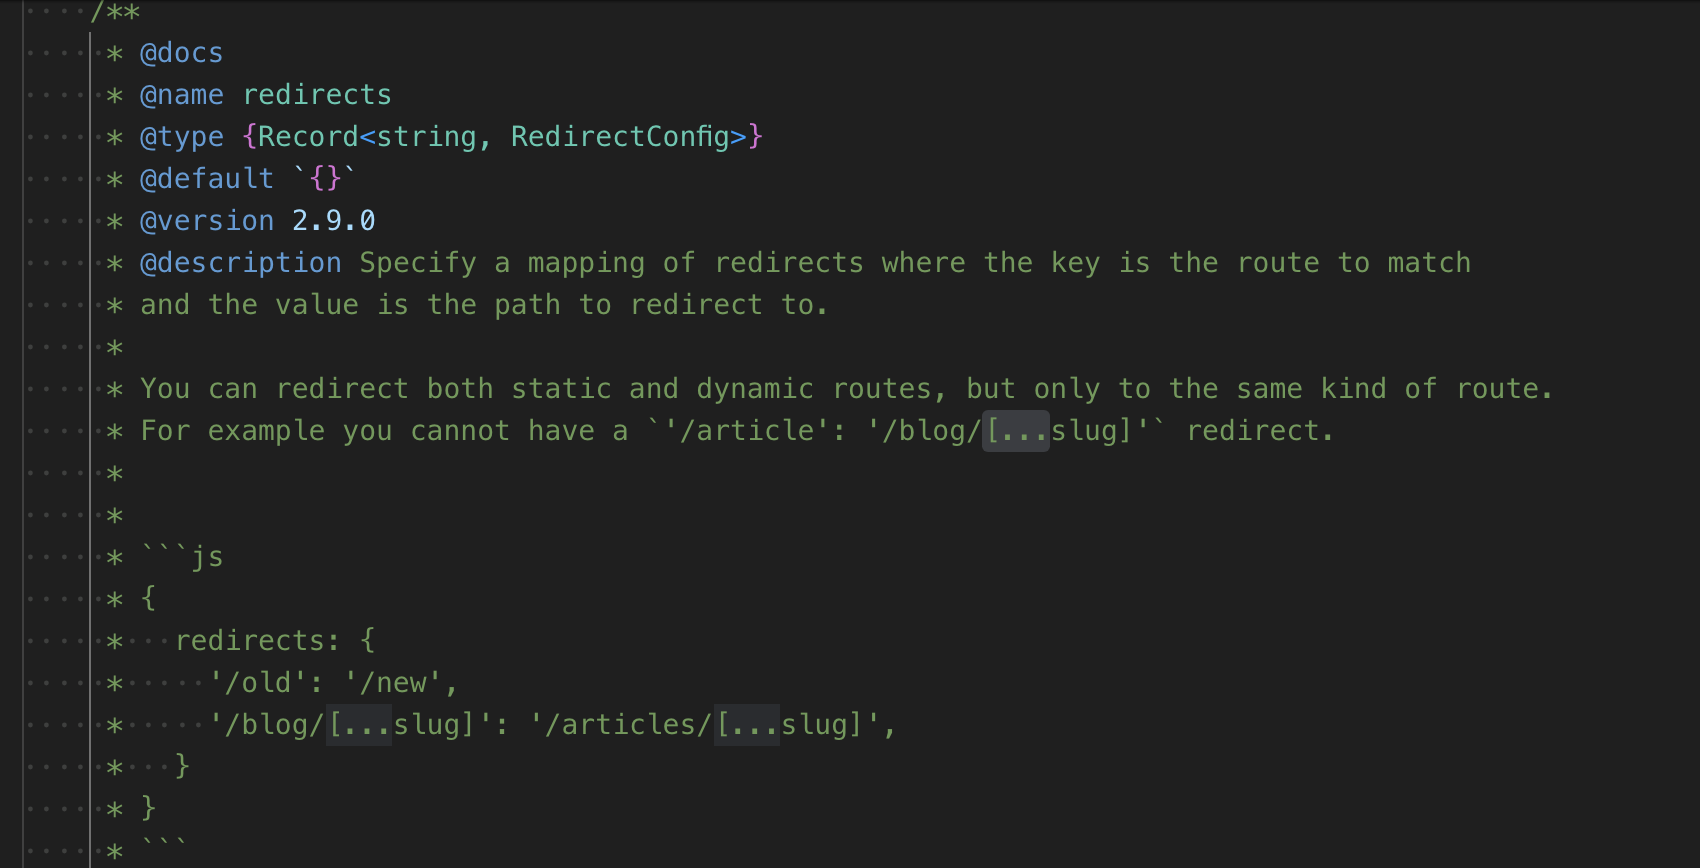 /**
 * @docs
 * @name redirects
 * @type {Record<string, RedirectConfig>}
 * @default `{}`
 * @version 2.9.0
 * @description Specify a mapping of redirects where the key is the route to match
 * and the value is the path to redirect to.
 *
 * You can redirect both static and dynamic routes, but only to the same kind of route.
 * For example you cannot have a `'/article': '/blog/[...slug]'` redirect.
 *
 *
 * ```js
 * {
 *   redirects: {
 *     '/old': '/new',
 *     '/blog/[...slug]': '/articles/[...slug]',
 *   }
 * }
 * ```